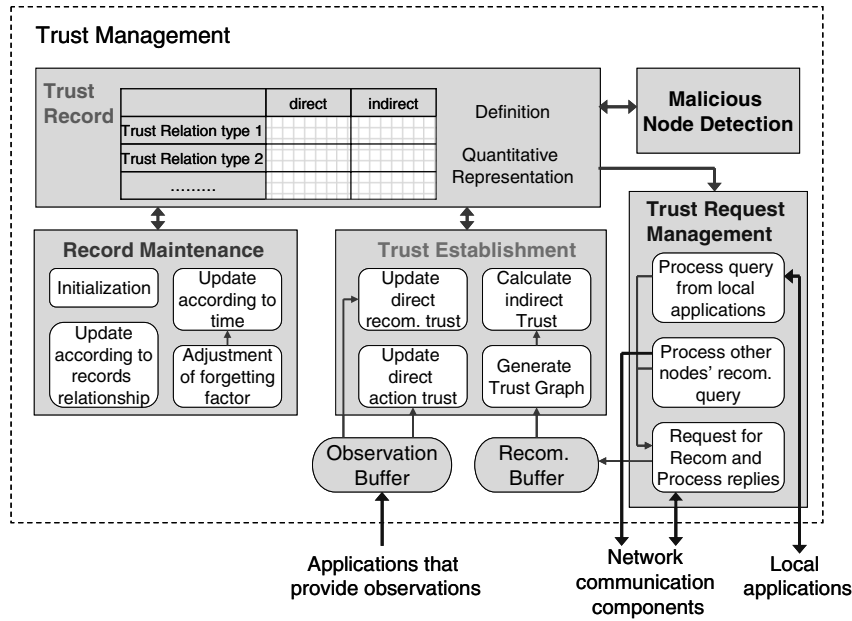 Trust Management
Trust
Record
direct
indirect
Trust Relation type 1
Trust Relation type 2
.........
Definition
Quantitative
Representation
Malicious
Node Detection
Record Maintenance
Initialization
Update
according to
time
Update
according to
records
relationship
Adjustment
of forgetting
factor
Trust Establishment
Update
direct
recom. trust
Calculate
indirect
Trust
Update
direct
action trust
Generate
Trust Graph
Trust Request
Management
Process query
from local
applications
Process other
nodes' recom.
query
Request for
Recom and
Process replies
Observation
Buffer
Recom.
Buffer
Applications that
provide observations
Network
communication
components
Local
applications